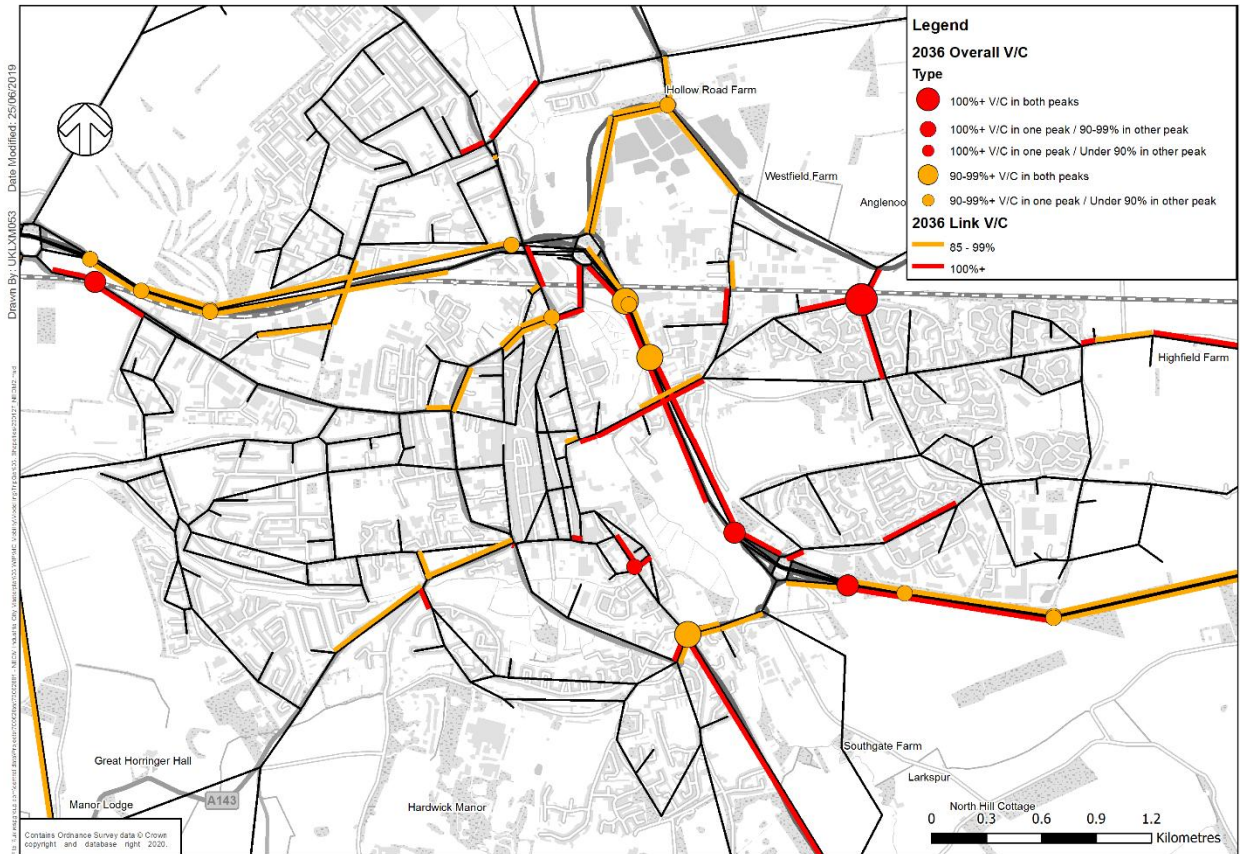 Legend
2036 Overall V/C
Type
100%+ V/C in both peaks
100%+ V/C in one peak / 90-99% in other peak
100%+ V/C in one peak / Under 90% in other peak
90-99%+ V/C in both peaks
90-99%+ V/C in one peak / Under 90% in other peak
2036 Link V/C
85 - 99%
100%+
Drawn By: UKLXM053 Date Modified: 25/06/2019
Hollow Road Farm
Westfield Farm
Anglenoo
Highfield Farm
Great Horringer Hall
A143
Manor Lodge
Hardwick Manor
Southgate Farm
Larkspur
North Hill Cottage
0 0.3 0.6 0.9 1.2
Kilometres
Contains Ordnance Survey data © Crown
copyright and database right 2020.